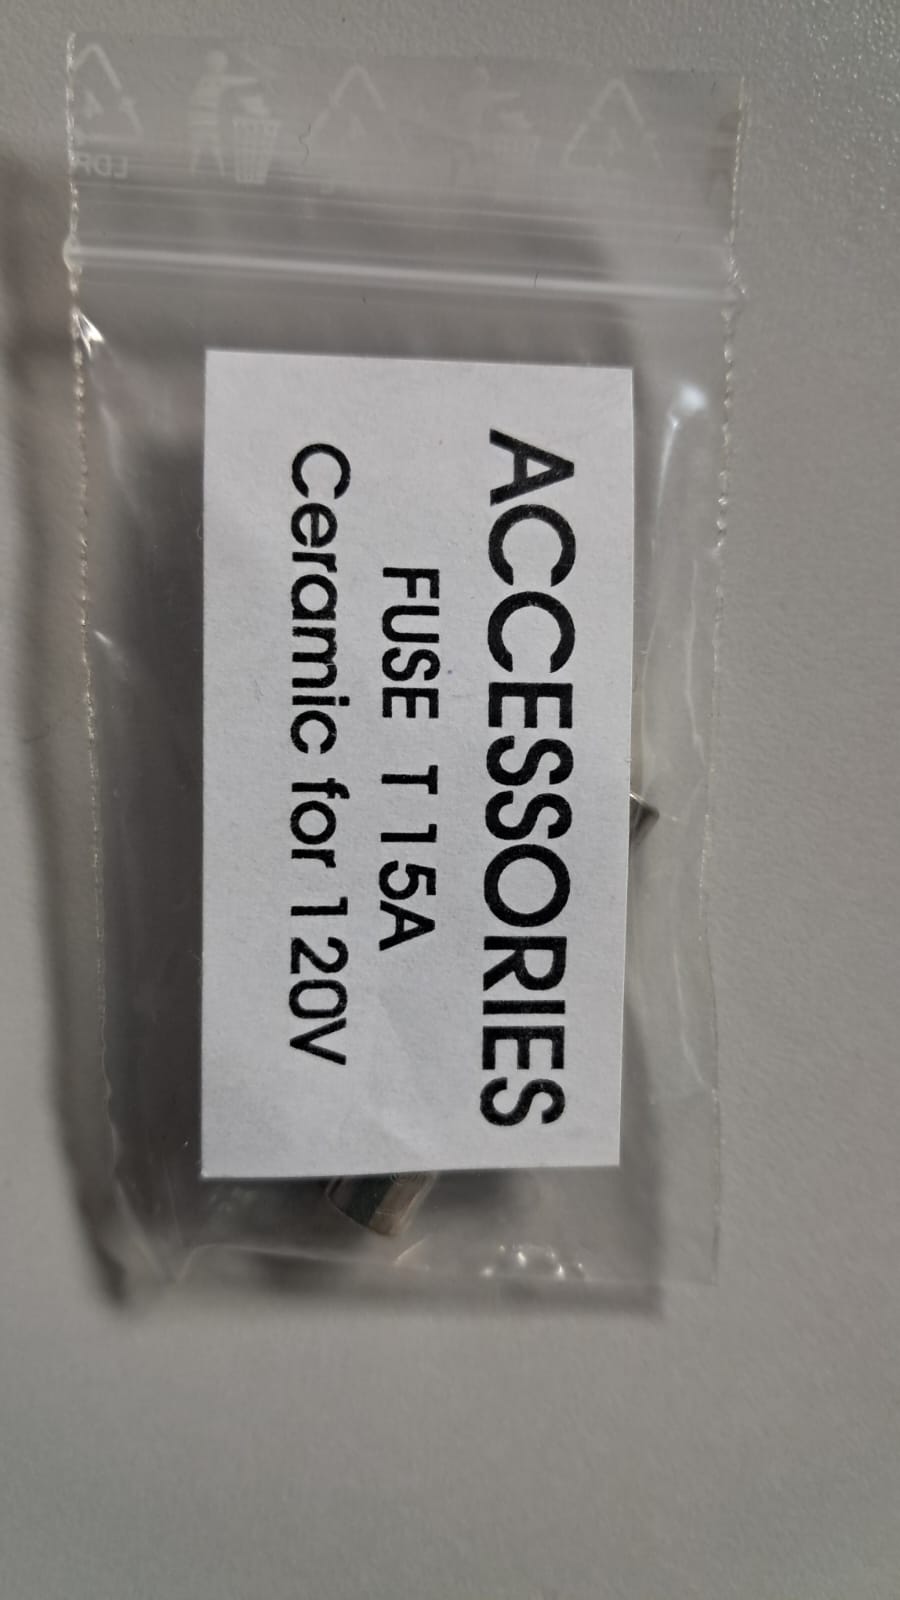 ACCESSORIES
FUSE T 15A
Ceramic for 120V